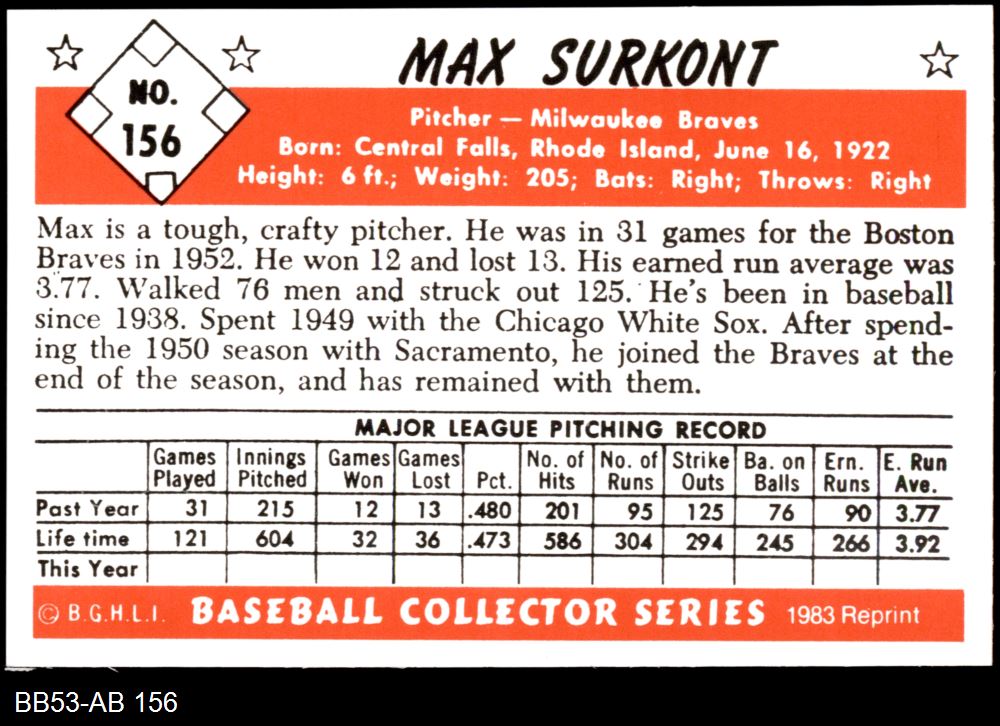 MAX SURKONT
NO.
156
Pitcher — Milwaukee Braves
Born: Central Falls, Rhode Island, June 16, 1922
Height: 6 ft.; Weight: 205; Bats: Right; Throws: Right
Max is a tough, crafty pitcher. He was in 31 games for the Boston
Braves in 1952. He won 12 and lost 13. His earned run average was
3.77. Walked 76 men and struck out 125. He's been in baseball
since 1938. Spent 1949 with the Chicago White Sox. After spend-
ing the 1950 season with Sacramento, he joined the Braves at the
end of the season, and has remained with them.
MAJOR LEAGUE PITCHING RECORD
Games Played Innings Pitched Games Won Games Lost Pct. No. of Hits No. of Runs Strike Outs Ba. on Balls Ern. Runs E. Run Ave.
Past Year 31 215 12 13 .480 201 95 125 76 90 3.77
Life time 121 604 32 36 .473 586 304 294 245 266 3.92
This Year
© B.G.H.L.I. BASEBALL COLLECTOR SERIES 1983 Reprint
BB53-AB 156